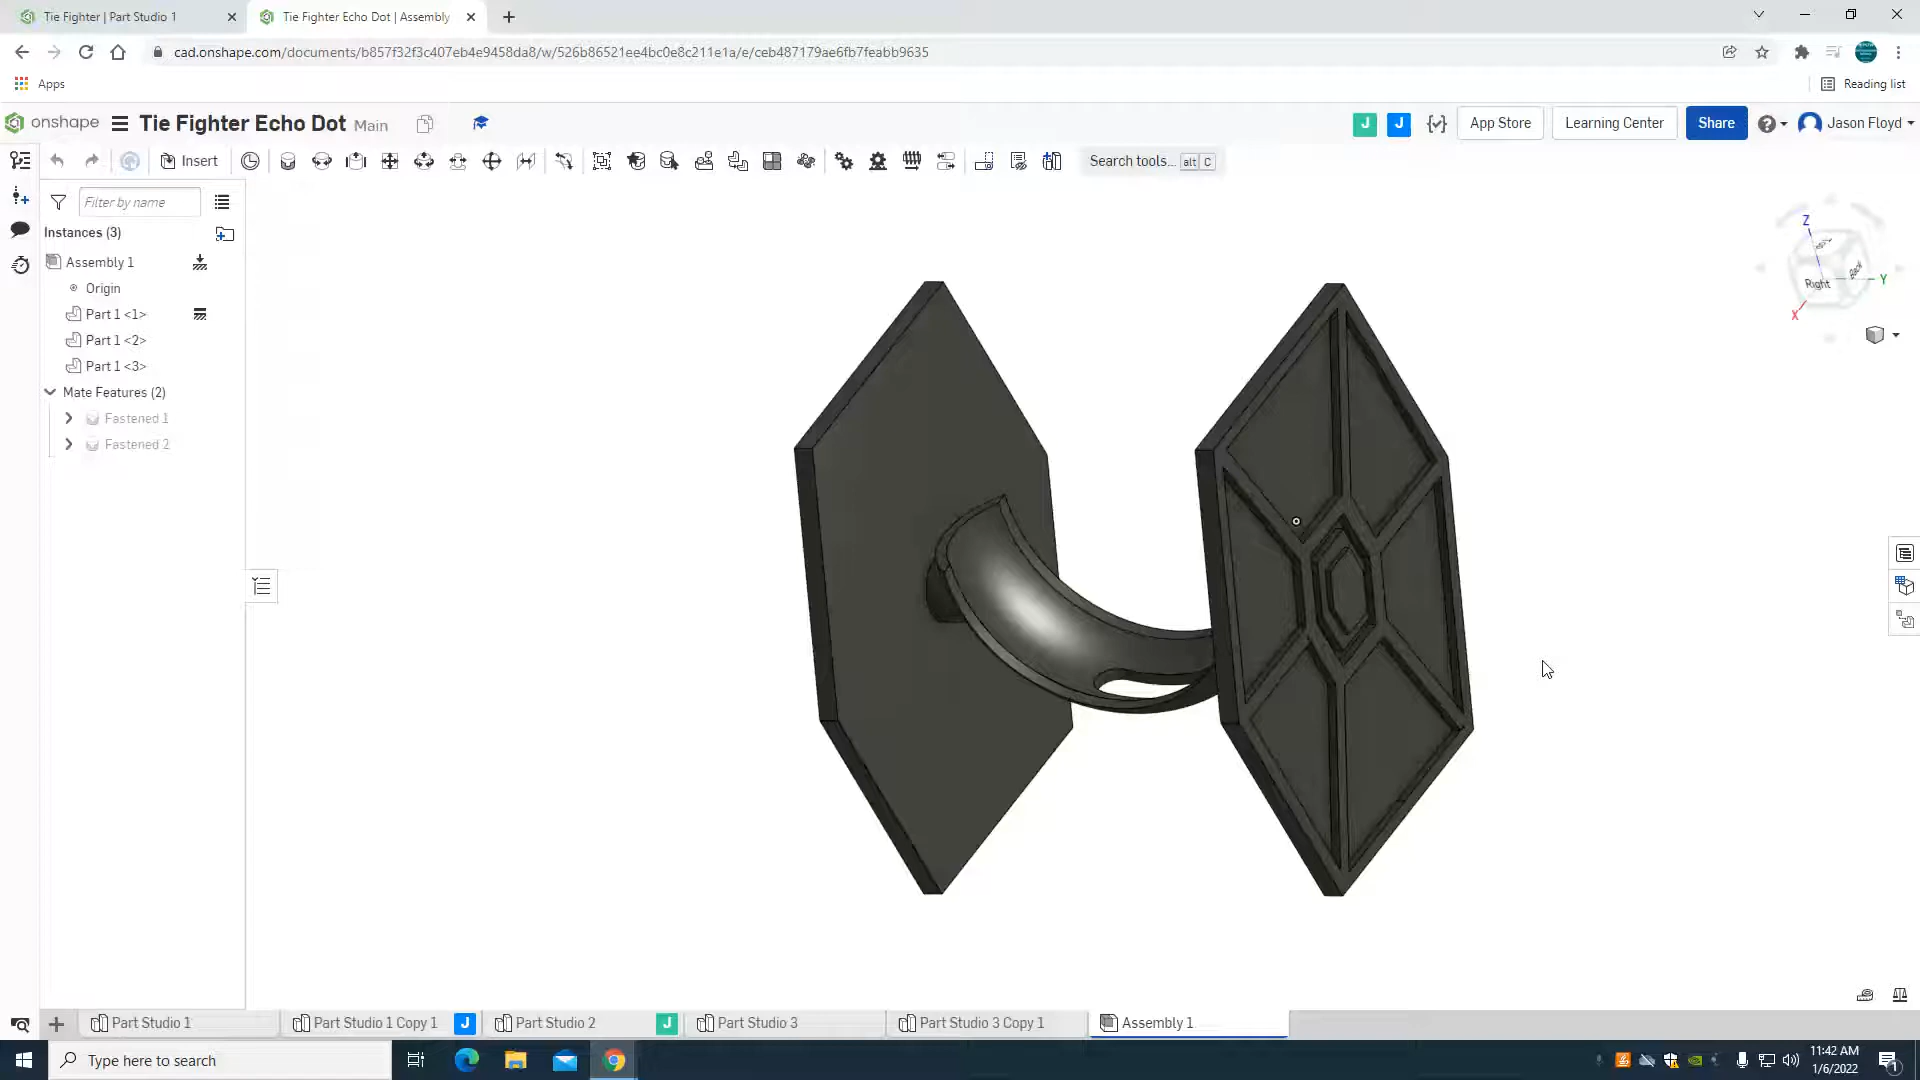 Tie Fighter | Part Studio 1
Tie Fighter Echo Dot | Assembly
cad.onshape.com/documents/b857f32f3c407eb4e9458da8/w/526b86521ee4bc0e8c211e1a/e/ceb487179ae6fb7feabb9635
Apps
Reading list
onshape
Tie Fighter Echo Dot Main
J
J
App Store
Learning Center
Share
Jason Floyd
Insert
Search tools... alt C
Filter by name
Instances (3)
Assembly 1
Origin
Part 1 <1>
Part 1 <2>
Part 1 <3>
Mate Features (2)
Fastened 1
Fastened 2
Z
Back
Right
Y
X
Part Studio 1
Part Studio 1 Copy 1
J
Part Studio 2
J
Part Studio 3
Part Studio 3 Copy 1
Assembly 1
Type here to search
11:42 AM
1/6/2022
1